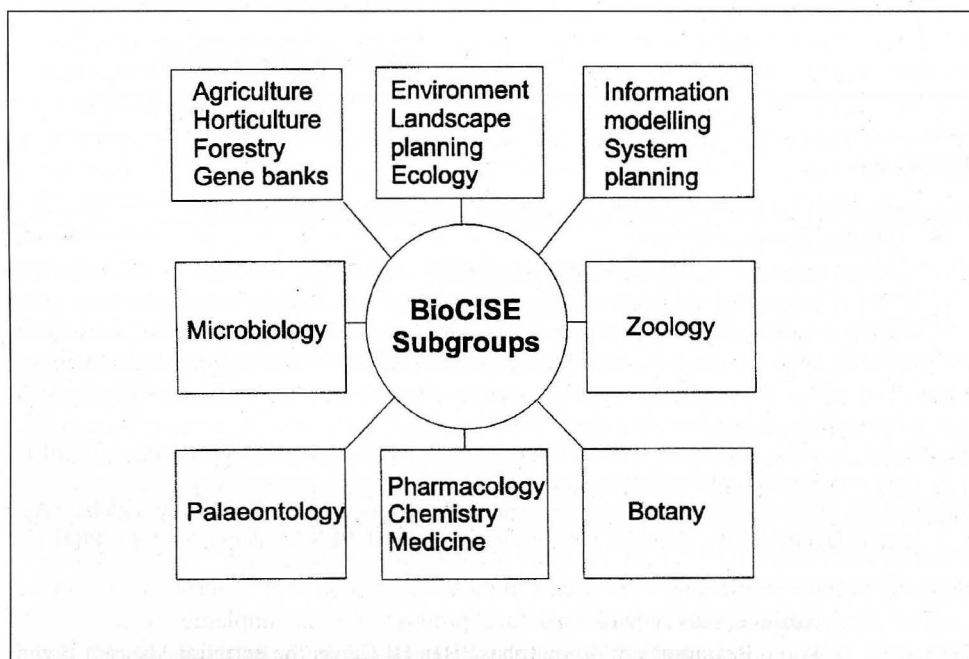 Agriculture
Horticulture
Forestry
Gene banks
Environment
Landscape
planning
Ecology
Information
modelling
System
planning
Microbiology
BioCISE
Subgroups
Zoology
Palaeontology
Pharmacology
Chemistry
Medicine
Botany